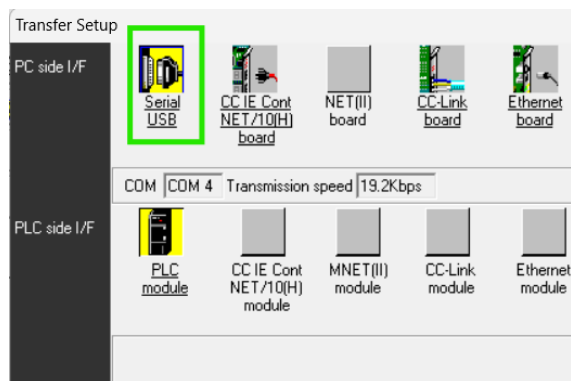 Transfer Setup
PC side I/F
Serial
USB
CC IE Cont
NET/10(H)
board
NET(II)
board
CC-Link
board
Ethernet
board
COM COM 4 Transmission speed 19.2Kbps
PLC side I/F
PLC
module
CC IE Cont
NET/10(H)
module
MNET(II)
module
CC-Link
module
Ethernet
module